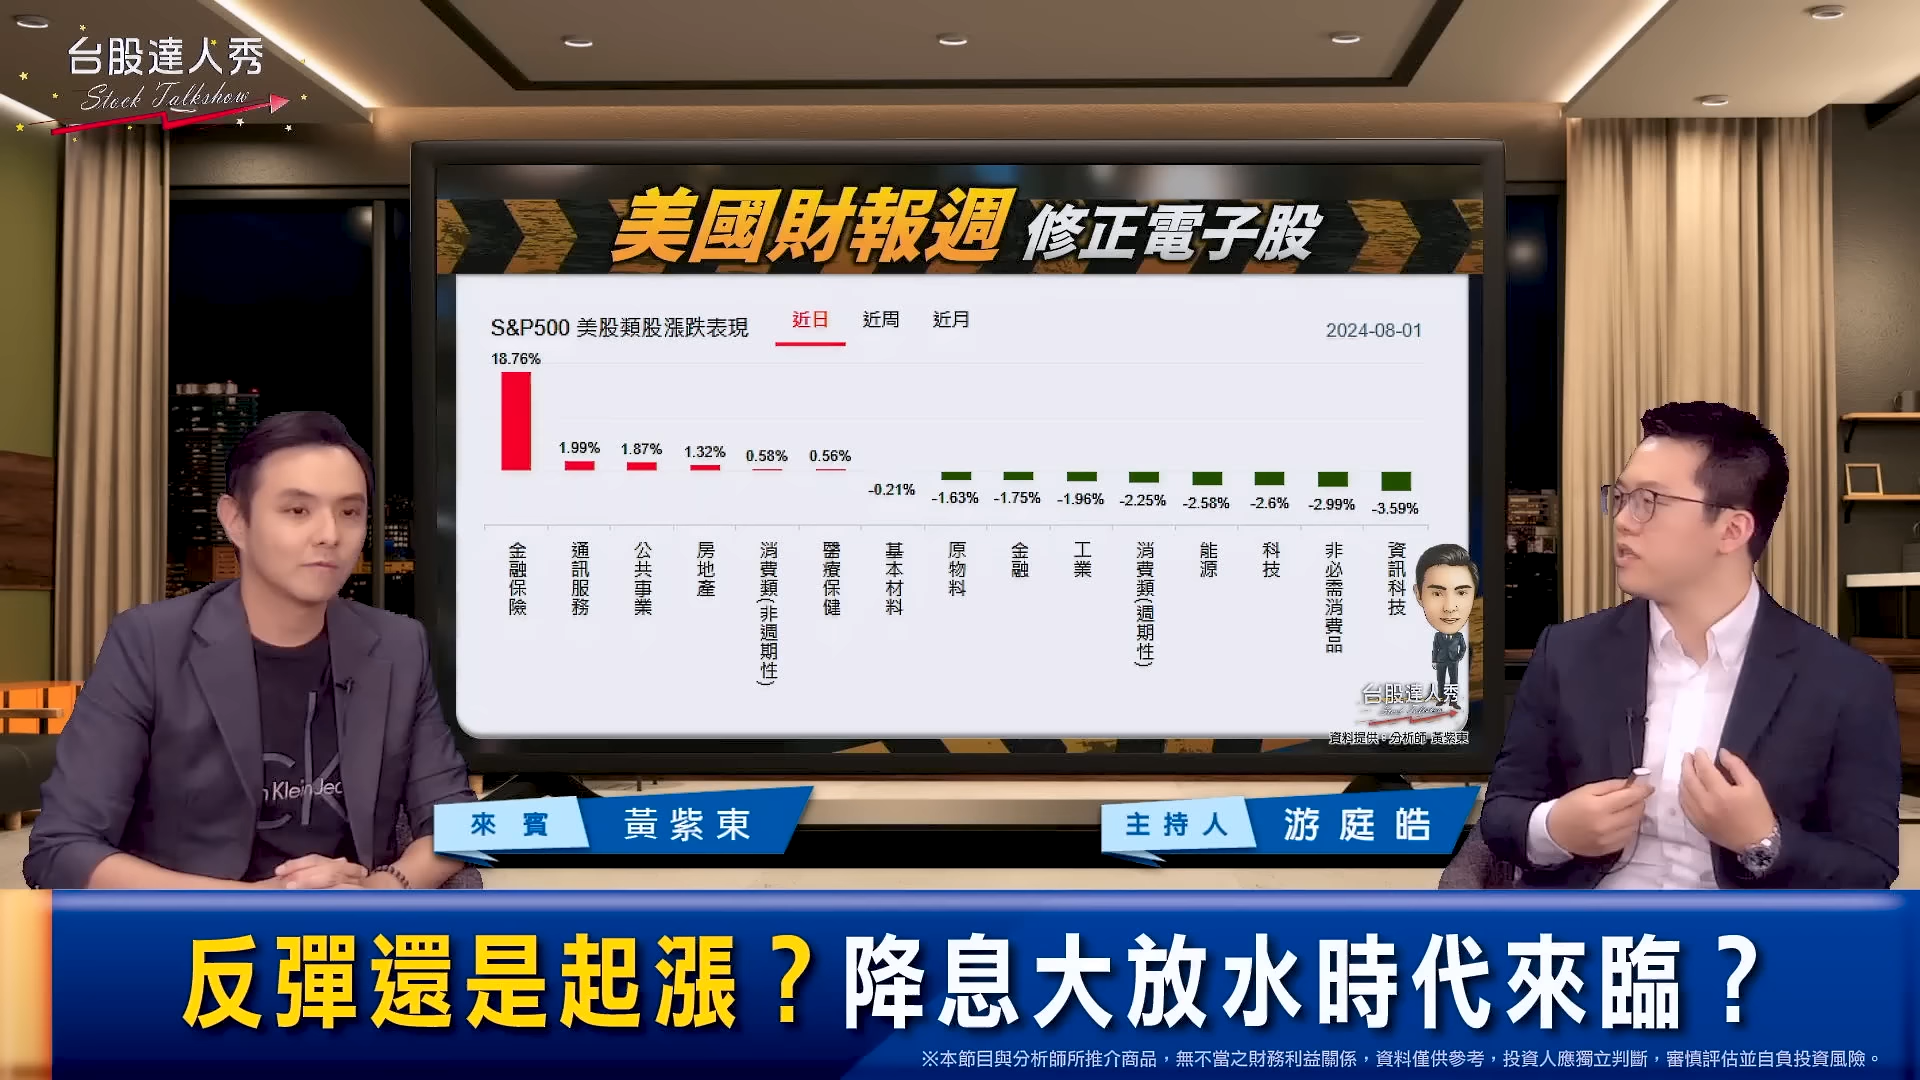 台股達人秀
Stock Talkshow
美國財報週 修正電子股
S&P500 美股類股漲跌表現
近日 近周 近月
2024-08-01
18.76%
1.99%
1.87%
1.32%
0.58%
0.56%
-0.21%
-1.63%
-1.75%
-1.96%
-2.25%
-2.58%
-2.6%
-2.99%
-3.59%
金融保險
通訊服務
公共事業
房地產
消費類(非週期性)
醫療保健
基本材料
原物料
金融
工業
消費類(週期性)
能源
科技
非必需消費品
資訊科技
台股達人秀
Stock Talkshow
資料提供：分析師 黃紫東
CK
n Klein Jea
來賓 黃紫東
主持人 游庭皓
反彈還是起漲？降息大放水時代來臨？
※本節目與分析師所推介商品，無不當之財務利益關係，資料僅供參考，投資人應獨立判斷，審慎評估並自負投資風險。